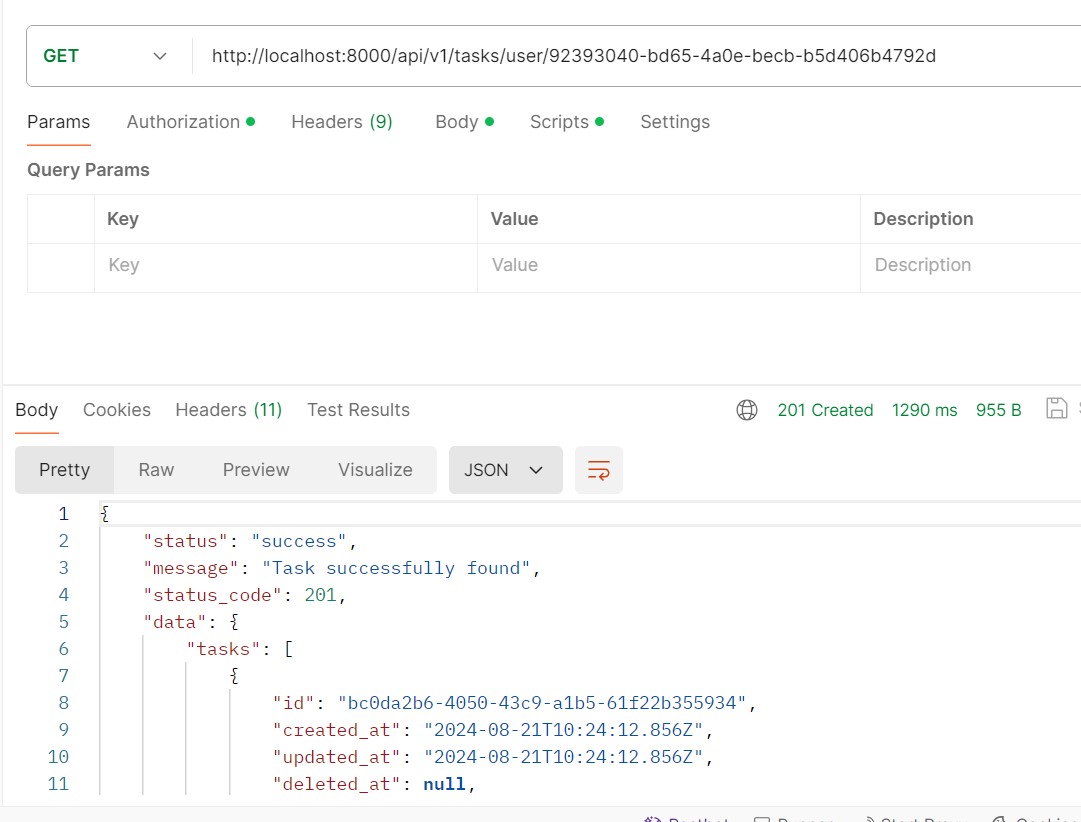 GET http://localhost:8000/api/v1/tasks/user/92393040-bd65-4a0e-becb-b5d406b4792d
Params Authorization Headers (9) Body Scripts Settings
Query Params
Key Value Description
Key Value Description
Body Cookies Headers (11) Test Results 201 Created 1290 ms 955 B
Pretty Raw Preview Visualize JSON
1 {
2 "status": "success",
3 "message": "Task successfully found",
4 "status_code": 201,
5 "data": {
6 "tasks": [
7 {
8 "id": "bc0da2b6-4050-43c9-a1b5-61f22b355934",
9 "created_at": "2024-08-21T10:24:12.856Z",
10 "updated_at": "2024-08-21T10:24:12.856Z",
11 "deleted_at": null,